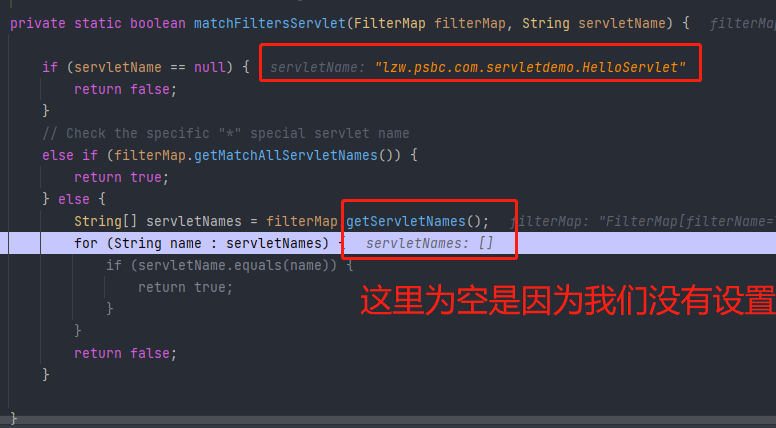 private static boolean matchFiltersServlet(FilterMap filterMap, String servletName) { filterMap
if (servletName == null) { servletName: "lzw.psbc.com.servletdemo.HelloServlet"
return false;
}
// Check the specific "*" special servlet name
else if (filterMap.getMatchAllServletNames()) {
return true;
} else {
String[] servletNames = filterMap.getServletNames(); filterMap: "FilterMap[filterName=
for (String name : servletNames) { servletNames: []
if (servletName.equals(name)) {
return true;
}
}
return false;
}
}
这里为空是因为我们没有设置